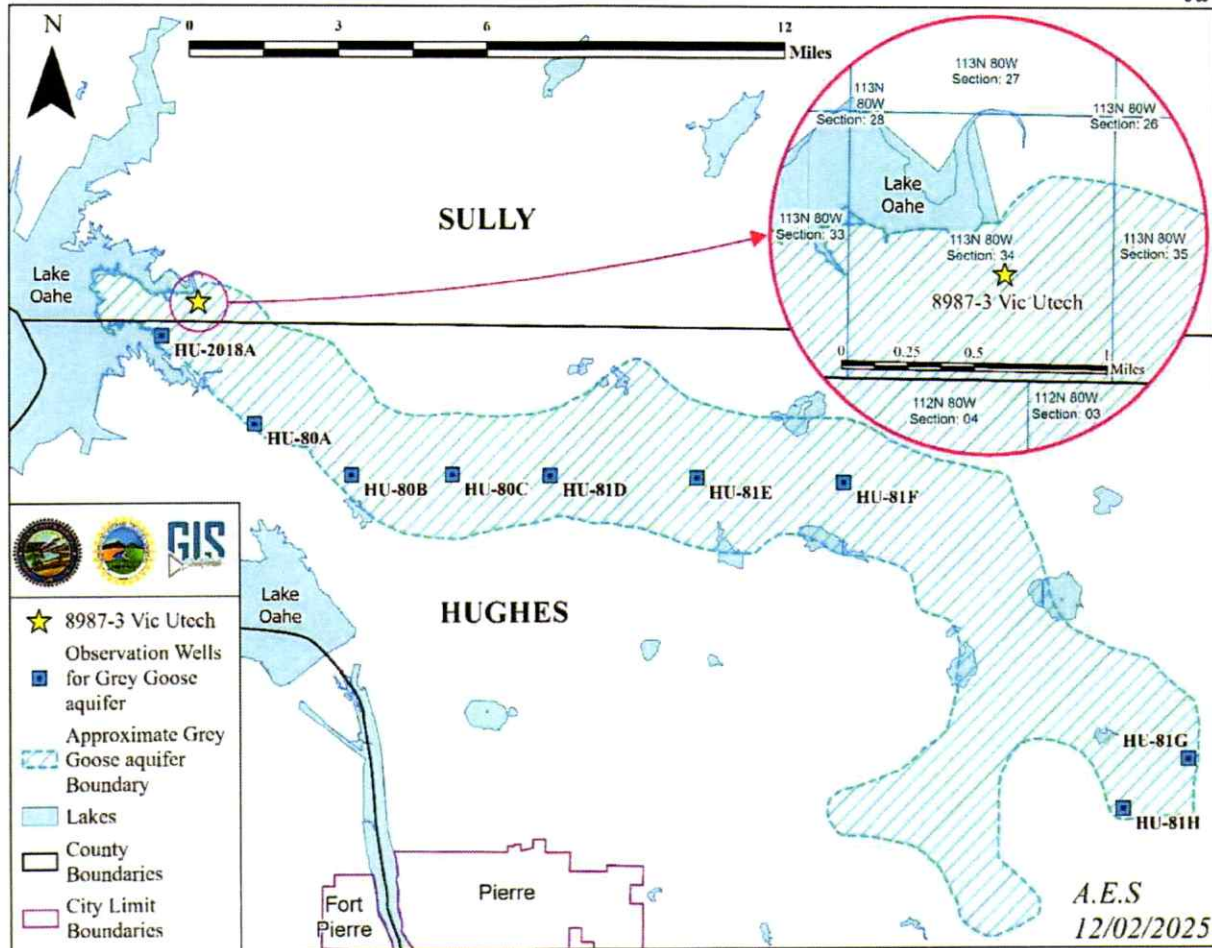 N
0 3 6 12
Miles
SULLY
HUGHES
Lake
Oahe
HU-2018A
HU-80A
HU-80B
HU-80C
HU-81D
HU-81E
HU-81F
HU-81G
HU-81H
Lake
Oahe
Fort
Pierre
Pierre
113N 80W
Section: 27
113N
80W
Section: 28
113N 80W
Section: 26
Lake
Oahe
113N 80W
Section: 33
113N 80W
Section: 34
113N 80W
Section: 35
8987-3 Vic Utech
0 0.25 0.5 1
Miles
112N 80W
Section: 04
112N 80W
Section: 03
GIS
8987-3 Vic Utech
Observation Wells
for Grey Goose
aquifer
Approximate Grey
Goose aquifer
Boundary
Lakes
County
Boundaries
City Limit
Boundaries
A.E.S
12/02/2025